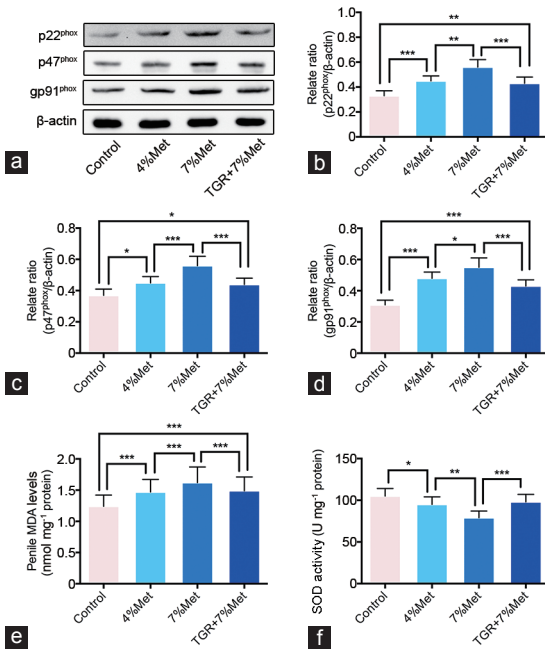 p22phox
p47phox
gp91phox
β-actin
Control
4%Met
7%Met
TGR+7%Met
a
Relate ratio
(p22phox/β-actin)
0.8
0.6
0.4
0.2
0
**
***
**
***
Control
4%Met
7%Met
TGR+7%Met
b
Relate ratio
(p47phox/β-actin)
0.8
0.6
0.4
0.2
0
*
*
***
***
Control
4%Met
7%Met
TGR+7%Met
c
Relate ratio
(gp91phox/β-actin)
0.8
0.6
0.4
0.2
0
***
***
*
***
Control
4%Met
7%Met
TGR+7%Met
d
Penile MDA levels
(nmol mg−1 protein)
2.0
1.5
1.0
0.5
0
***
***
***
***
Control
4%Met
7%Met
TGR+7%Met
e
SOD activity (U mg−1 protein)
150
100
50
0
*
**
***
Control
4%Met
7%Met
TGR+7%Met
f